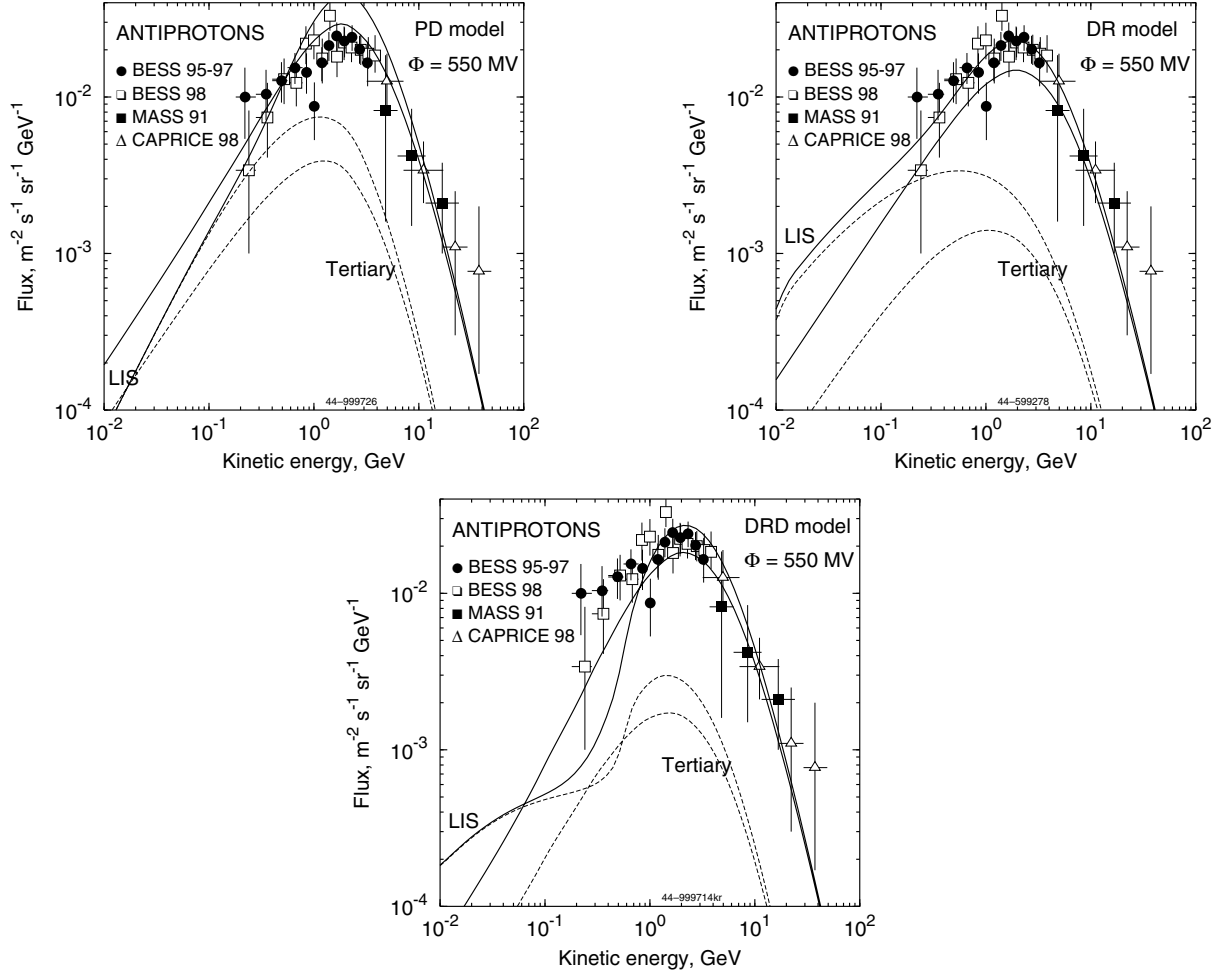 ANTIPROTONS
PD model
BESS 95-97
Φ = 550 MV
BESS 98
MASS 91
CAPRICE 98
10⁻²
10⁻³
10⁻⁴
Flux, m⁻² s⁻¹ sr⁻¹ GeV⁻¹
Tertiary
LIS
44–999726
10⁻² 10⁻¹ 10⁰ 10¹ 10²
Kinetic energy, GeV
ANTIPROTONS
DR model
BESS 95-97
Φ = 550 MV
BESS 98
MASS 91
CAPRICE 98
10⁻²
10⁻³
10⁻⁴
Flux, m⁻² s⁻¹ sr⁻¹ GeV⁻¹
LIS
Tertiary
44–599278
10⁻² 10⁻¹ 10⁰ 10¹ 10²
Kinetic energy, GeV
ANTIPROTONS
DRD model
BESS 95-97
Φ = 550 MV
BESS 98
MASS 91
CAPRICE 98
10⁻²
10⁻³
10⁻⁴
Flux, m⁻² s⁻¹ sr⁻¹ GeV⁻¹
Tertiary
LIS
44–999714kr
10⁻² 10⁻¹ 10⁰ 10¹ 10²
Kinetic energy, GeV